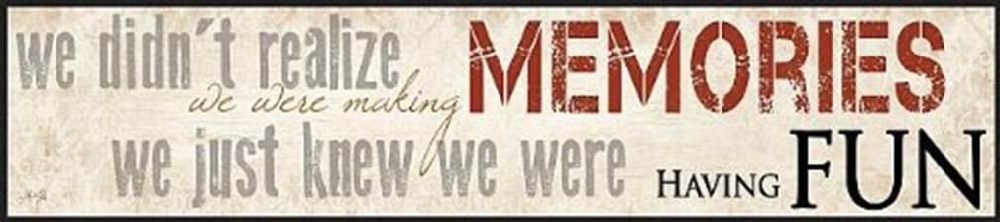 we didn't realize
we were making MEMORIES
we just knew we were HAVING FUN